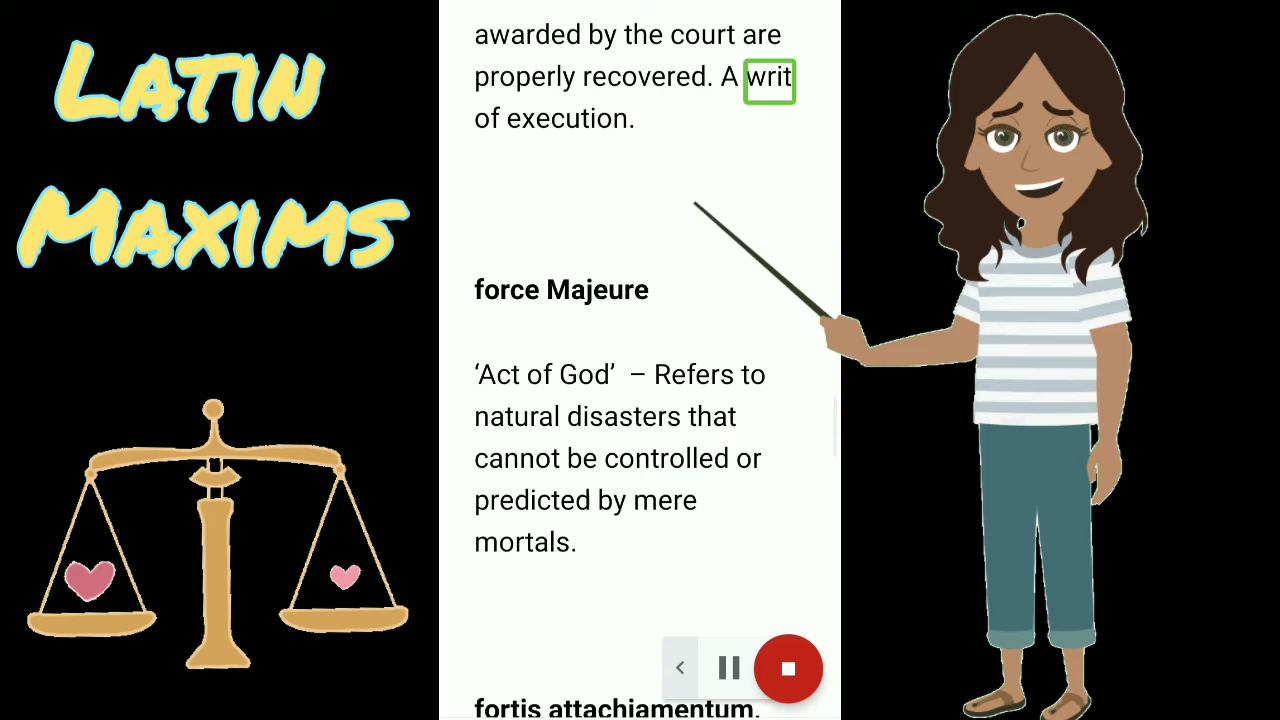 LATIN
MAXIMS
awarded by the court are
properly recovered. A writ
of execution.
force Majeure
‘Act of God’ – Refers to
natural disasters that
cannot be controlled or
predicted by mere
mortals.
fortis attachiamentum,